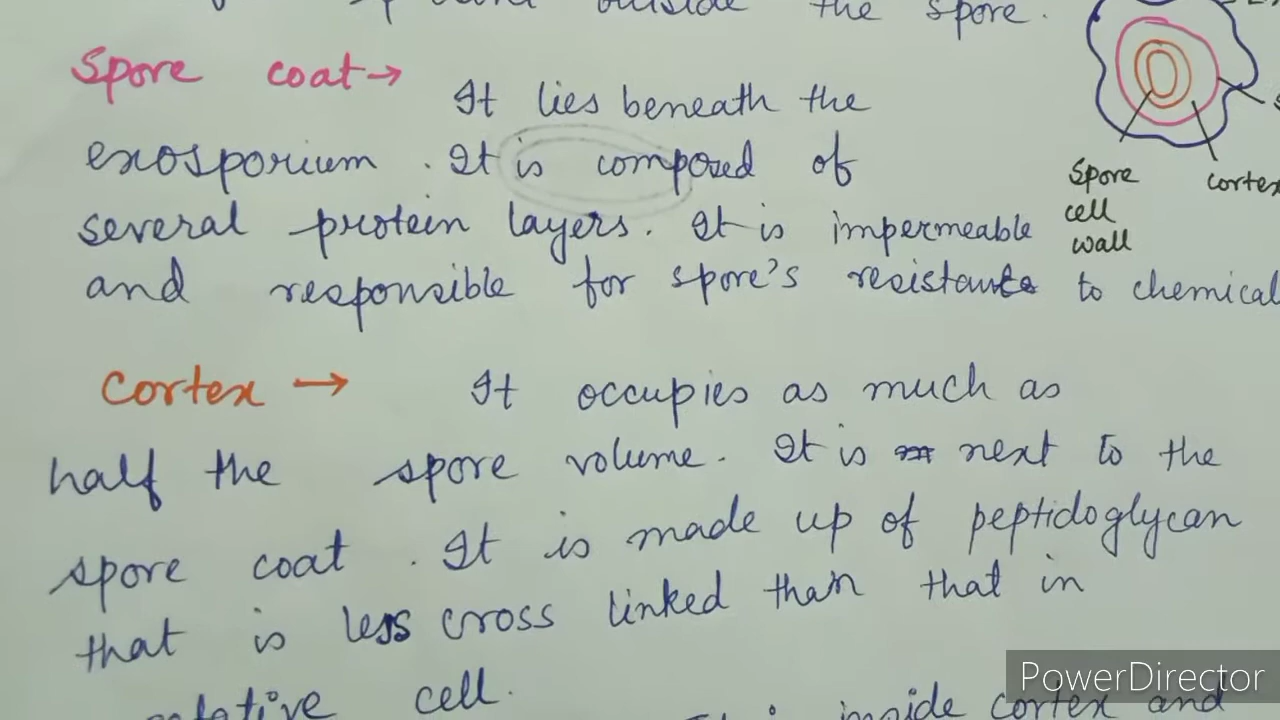 outside the spore.
Spore coat →
It lies beneath the
exosporium. It is composed of
several protein layers. It is impermeable
and responsible for spore's resistance to chemical
Spore
cell
wall
cortex
Cortex →
It occupies as much as
half the spore volume. It is next to the
spore coat. It is made up of peptidoglycan
that is less cross linked than that in
cell.
inside cortex and
PowerDirector